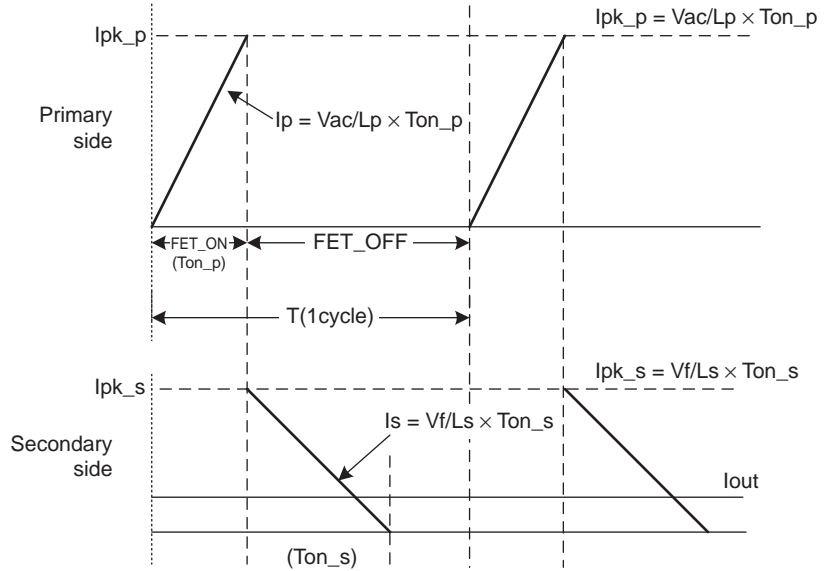 Ipk_p = Vac/Lp × Ton_p
Ipk_p
Primary
side
Ip = Vac/Lp × Ton_p
FET_ON
(Ton_p)
FET_OFF
T(1cycle)
Ipk_s
Ipk_s = Vf/Ls × Ton_s
Is = Vf/Ls × Ton_s
Secondary
side
Iout
(Ton_s)